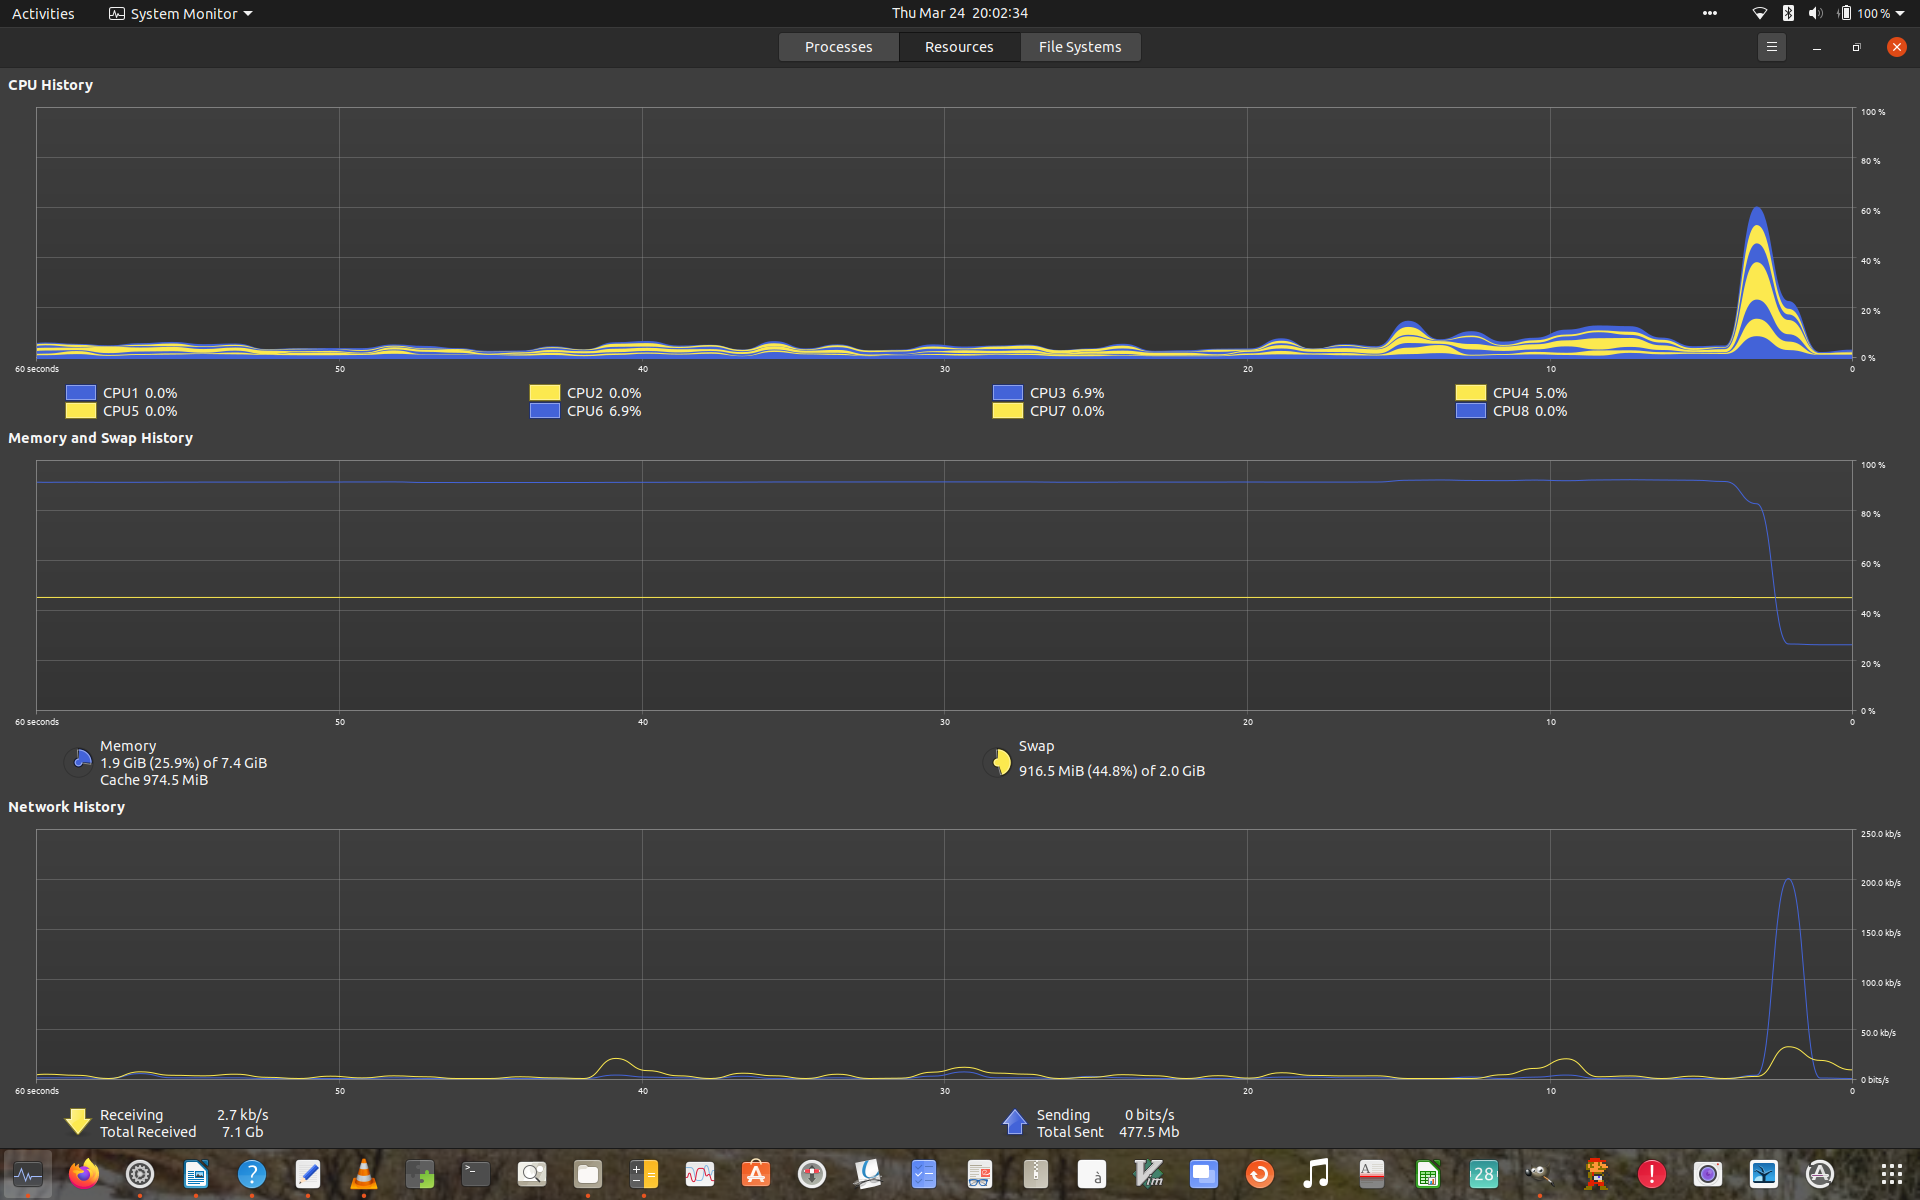 Activities System Monitor Thu Mar 24 20:02:34 100 %
Processes Resources File Systems
CPU History
100 %
80 %
60 %
40 %
20 %
0 %
60 seconds 50 40 30 20 10 0
CPU1 0.0% CPU2 0.0% CPU3 6.9% CPU4 5.0%
CPU5 0.0% CPU6 6.9% CPU7 0.0% CPU8 0.0%
Memory and Swap History
100 %
80 %
60 %
40 %
20 %
0 %
60 seconds 50 40 30 20 10 0
Memory
1.9 GiB (25.9%) of 7.4 GiB
Cache 974.5 MiB
Swap
916.5 MiB (44.8%) of 2.0 GiB
Network History
250.0 kb/s
200.0 kb/s
150.0 kb/s
100.0 kb/s
50.0 kb/s
0 bits/s
60 seconds 50 40 30 20 10 0
Receiving 2.7 kb/s
Total Received 7.1 Gb
Sending 0 bits/s
Total Sent 477.5 Mb
? >_ A à Vim A 28 ! A